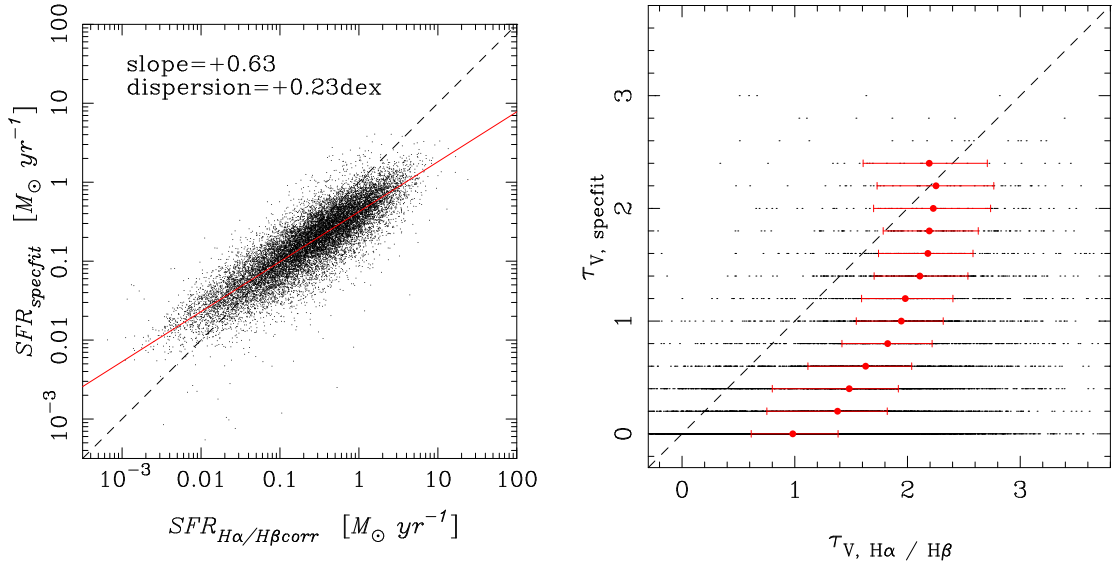 slope=+0.63
dispersion=+0.23dex
100
10
1
0.1
0.01
10⁻³
SFR_specfit [M⊙ yr⁻¹]
10⁻³ 0.01 0.1 1 10 100
SFR_Hα/Hβcorr [M⊙ yr⁻¹]
3
2
1
0
τ_V, specfit
0 1 2 3
τ_V, Hα / Hβ